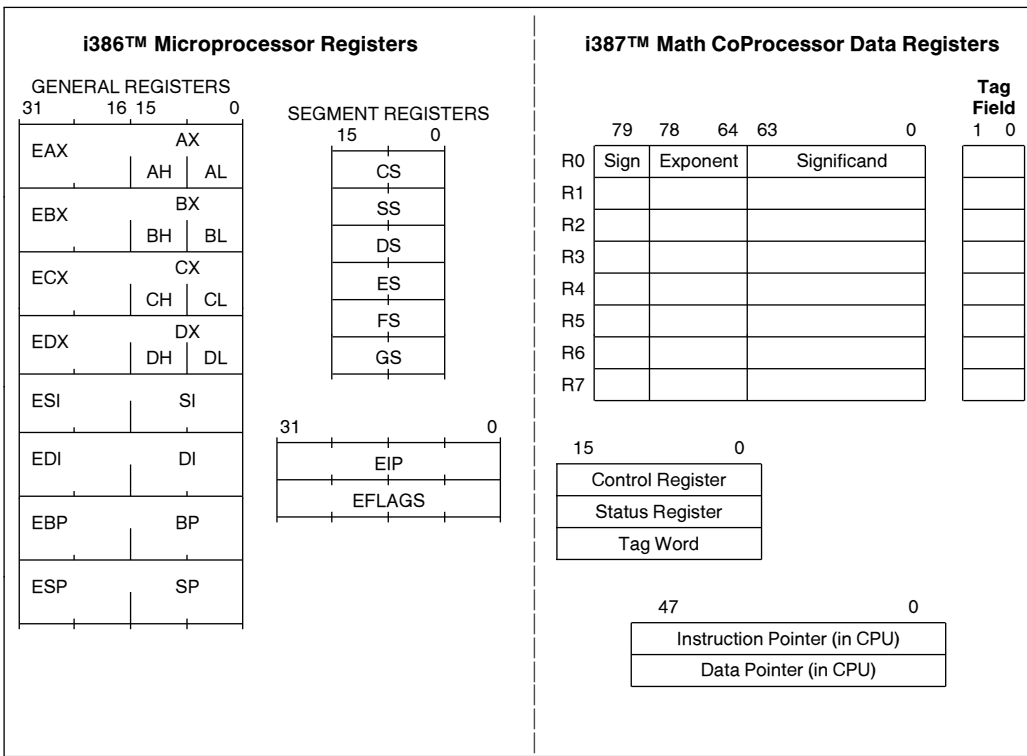 i386™ Microprocessor Registers
GENERAL REGISTERS
31 16 15 0
EAX AX
AH AL
EBX BX
BH BL
ECX CX
CH CL
EDX DX
DH DL
ESI SI
EDI DI
EBP BP
ESP SP
SEGMENT REGISTERS
15 0
CS
SS
DS
ES
FS
GS
31 0
EIP
EFLAGS
i387™ Math CoProcessor Data Registers
Tag
Field
79 78 64 63 0 1 0
R0 Sign Exponent Significand
R1
R2
R3
R4
R5
R6
R7
15 0
Control Register
Status Register
Tag Word
47 0
Instruction Pointer (in CPU)
Data Pointer (in CPU)